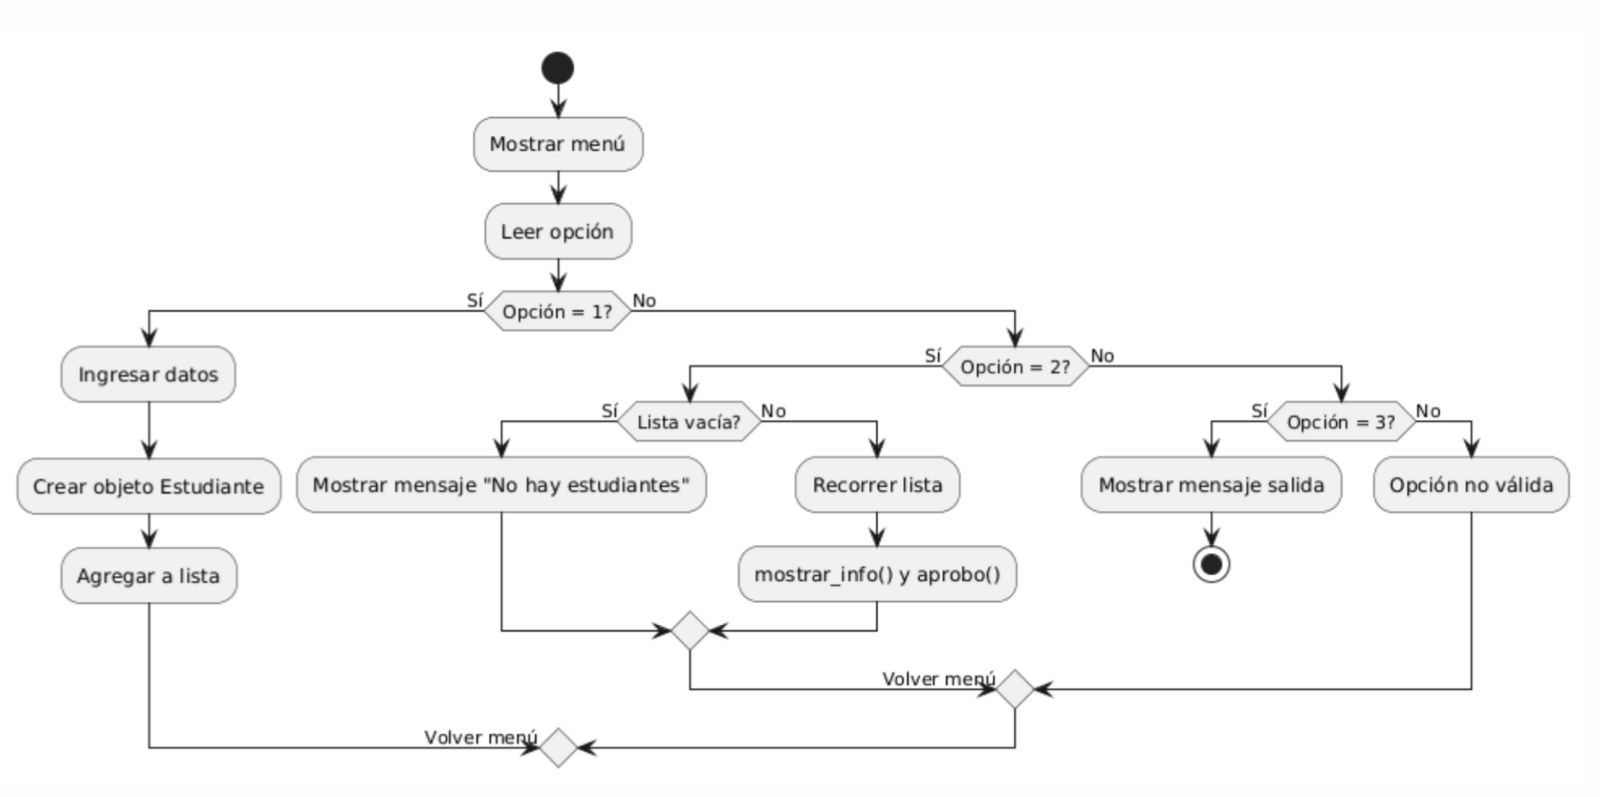 Mostrar menú
Leer opción
Sí
Opción = 1?
No
Ingresar datos
Crear objeto Estudiante
Agregar a lista
Sí
Opción = 2?
No
Sí
Lista vacía?
No
Mostrar mensaje "No hay estudiantes"
Recorrer lista
mostrar_info() y aprobo()
Sí
Opción = 3?
No
Mostrar mensaje salida
Opción no válida
Volver menú
Volver menú